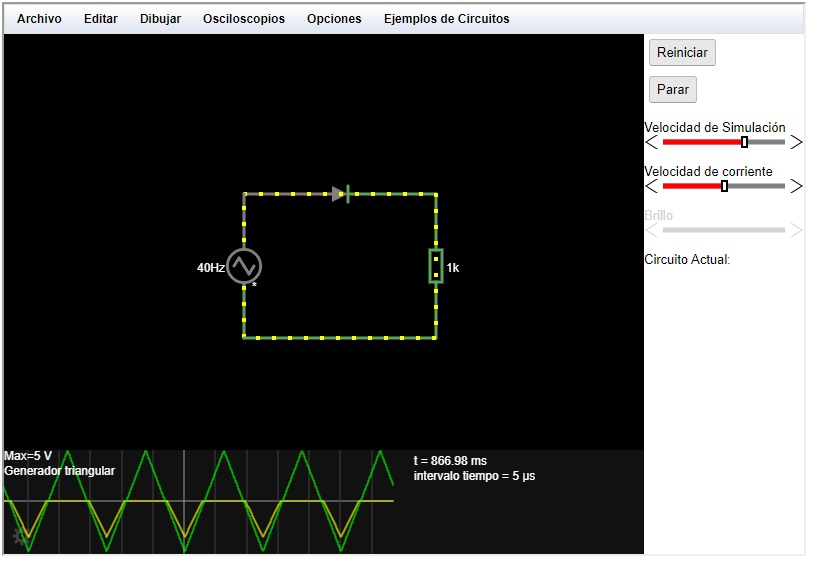 Archivo Editar Dibujar Osciloscopios Opciones Ejemplos de Circuitos
Reiniciar
Parar
Velocidad de Simulación
Velocidad de corriente
Brillo
Circuito Actual:
40Hz
*
1k
Max=5 V
Generador triangular
t = 866.98 ms
intervalo tiempo = 5 µs